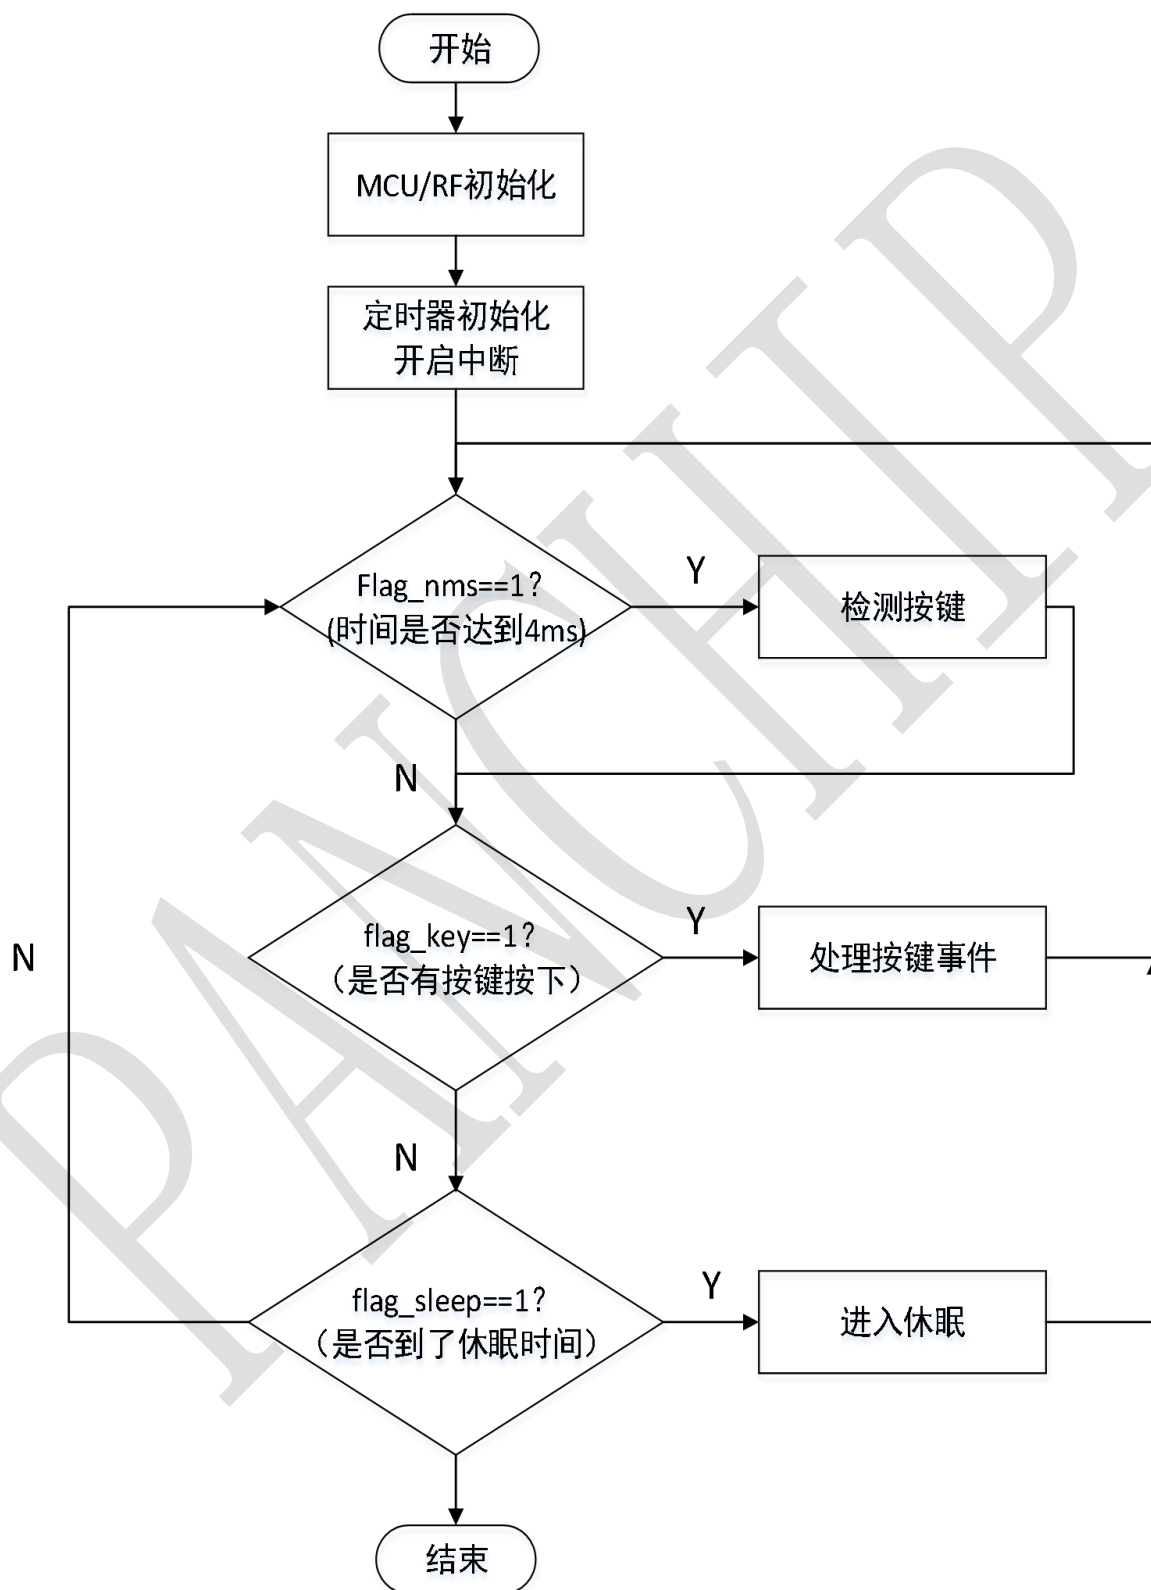 开始
MCU/RF初始化
定时器初始化
开启中断
Flag_nms==1?
(时间是否达到4ms)
Y
检测按键
N
flag_key==1?
（是否有按键按下）
Y
处理按键事件
N
N
flag_sleep==1?
（是否到了休眠时间）
Y
进入休眠
结束
PANCHIP